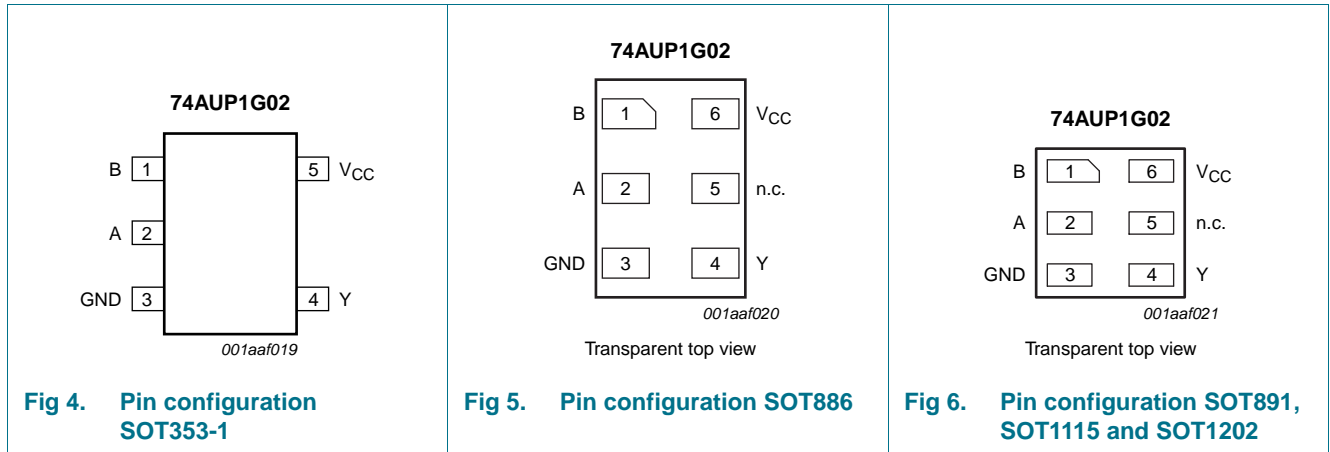 74AUP1G02
B 1 5 VCC
A 2
GND 3 4 Y
001aaf019
Fig 4. Pin configuration
SOT353-1
74AUP1G02
B 1 6 VCC
A 2 5 n.c.
GND 3 4 Y
001aaf020
Transparent top view
Fig 5. Pin configuration SOT886
74AUP1G02
B 1 6 VCC
A 2 5 n.c.
GND 3 4 Y
001aaf021
Transparent top view
Fig 6. Pin configuration SOT891,
SOT1115 and SOT1202